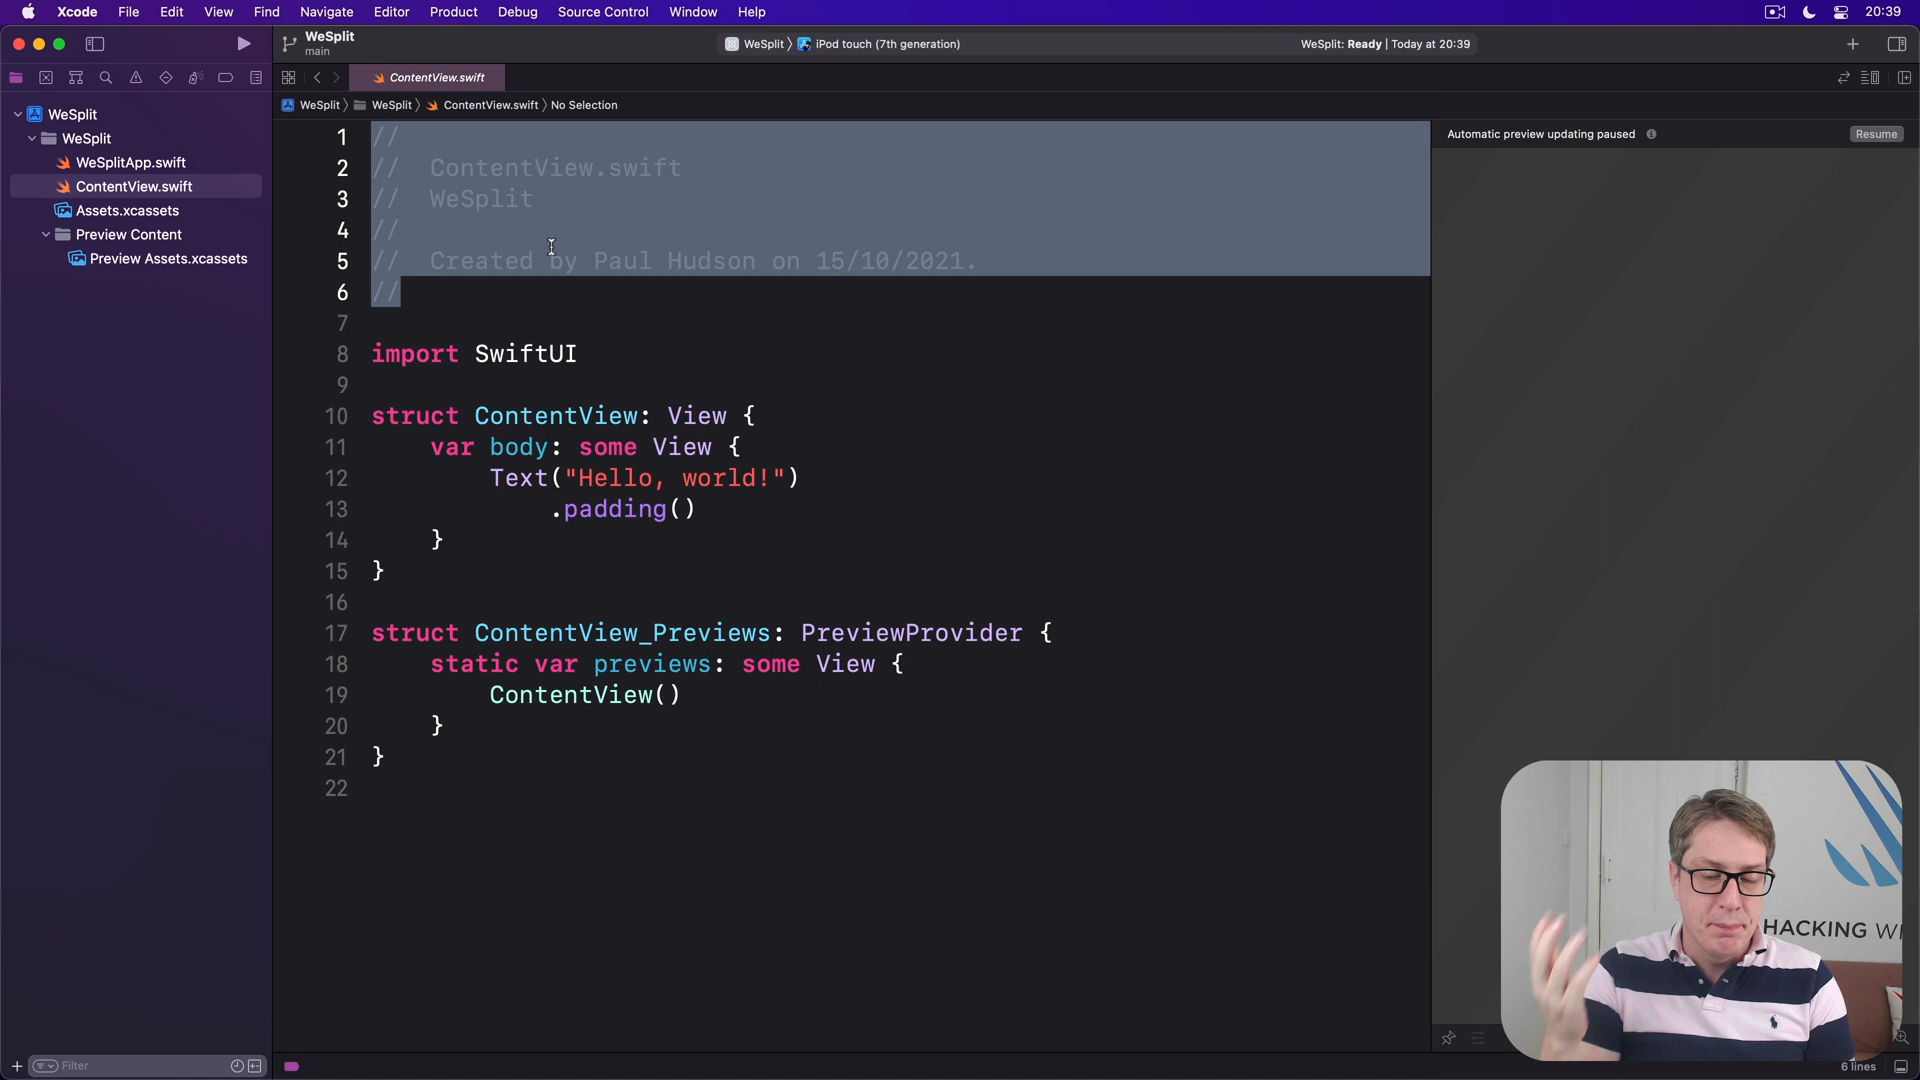 Xcode File Edit View Find Navigate Editor Product Debug Source Control Window Help 20:39
WeSplit
main
WeSplit iPod touch (7th generation) WeSplit: Ready | Today at 20:39
ContentView.swift
WeSplit WeSplit ContentView.swift No Selection
WeSplit
WeSplit
WeSplitApp.swift
ContentView.swift
Assets.xcassets
Preview Content
Preview Assets.xcassets
Automatic preview updating paused Resume
1 //
2 // ContentView.swift
3 // WeSplit
4 //
5 // Created by Paul Hudson on 15/10/2021.
6 //
7
8 import SwiftUI
9
10 struct ContentView: View {
11 var body: some View {
12 Text("Hello, world!")
13 .padding()
14 }
15 }
16
17 struct ContentView_Previews: PreviewProvider {
18 static var previews: some View {
19 ContentView()
20 }
21 }
22
HACKING WI
Filter
6 lines